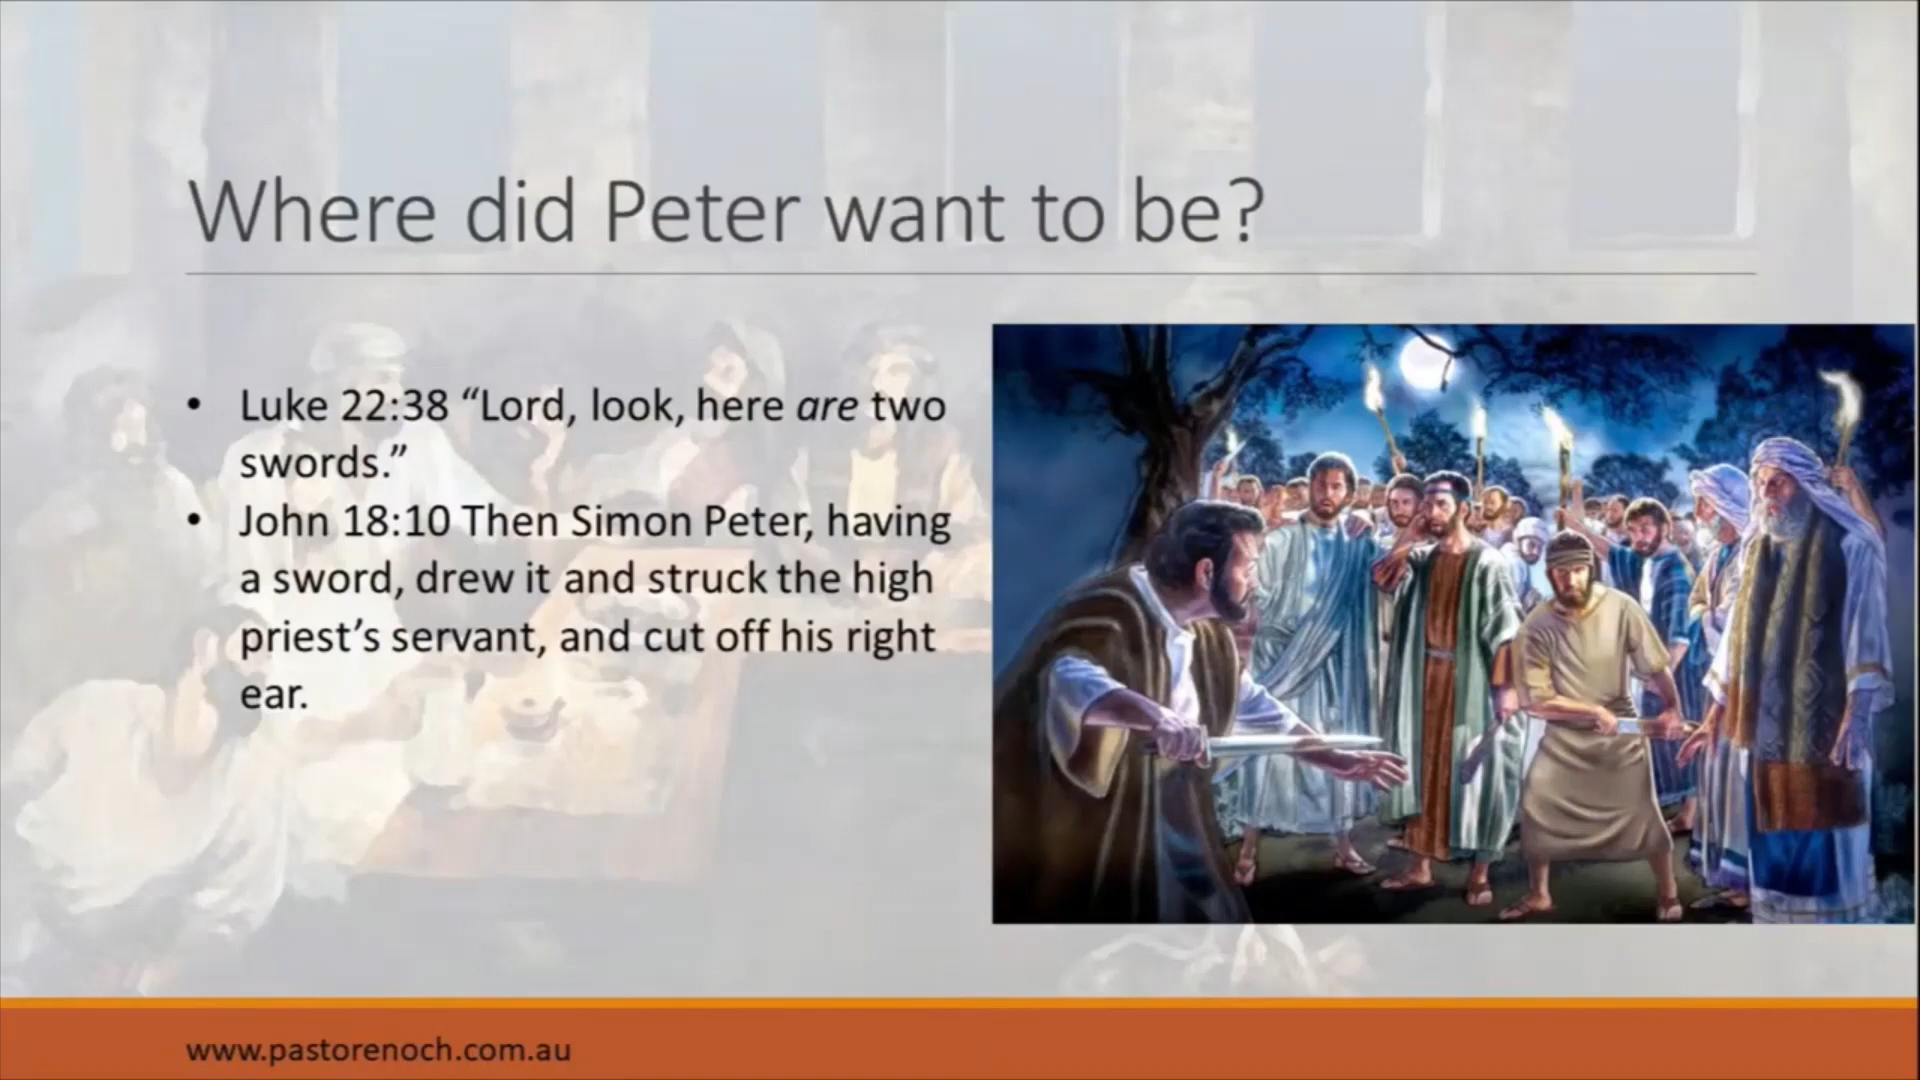 Where did Peter want to be?
• Luke 22:38 “Lord, look, here are two
swords.”
• John 18:10 Then Simon Peter, having
a sword, drew it and struck the high
priest’s servant, and cut off his right
ear.
www.pastorenoch.com.au